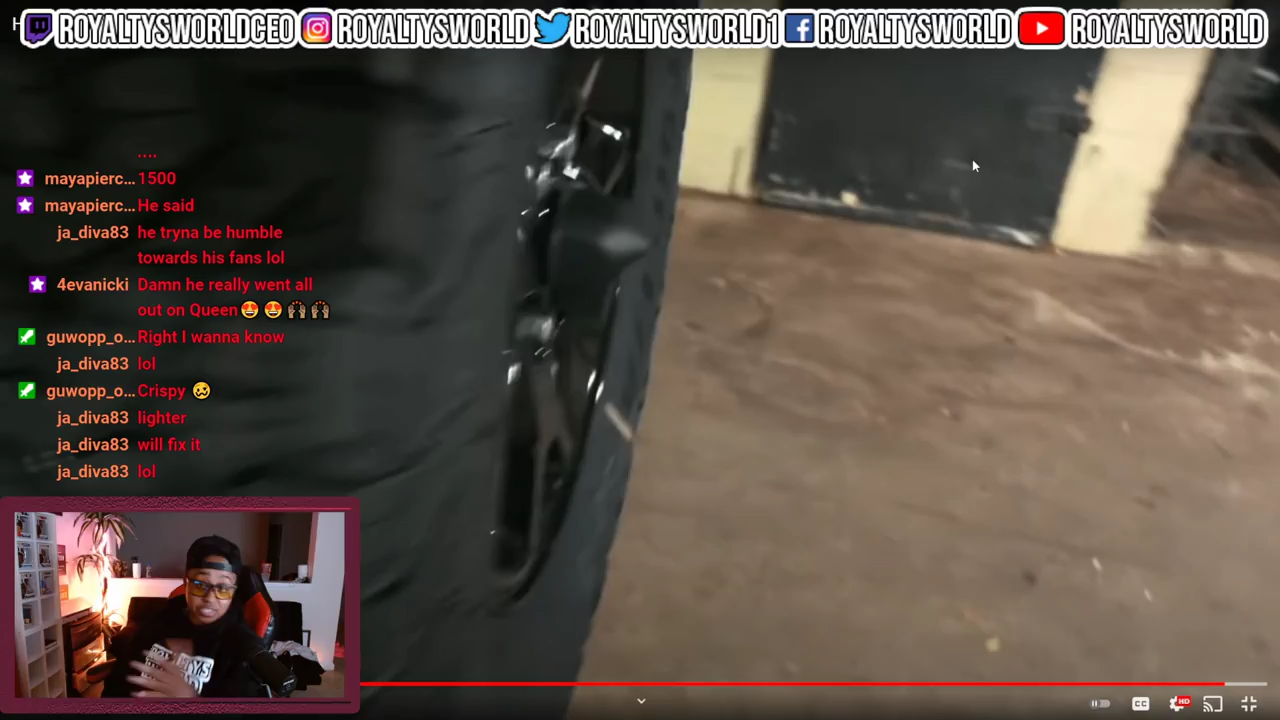 H
ROYALTYSWORLDCEO ROYALTYSWORLD ROYALTYSWORLD1 ROYALTYSWORLD ROYALTYSWORLD
....
mayapierc... 1500
mayapierc... He said
ja_diva83 he tryna be humble
towards his fans lol
4evanicki Damn he really went all
out on Queen😍 😍 🙌🏾 🙌🏾
guwopp_o... Right I wanna know
ja_diva83 lol
guwopp_o... Crispy 🥴
ja_diva83 lighter
ja_diva83 will fix it
ja_diva83 lol
CC
HD